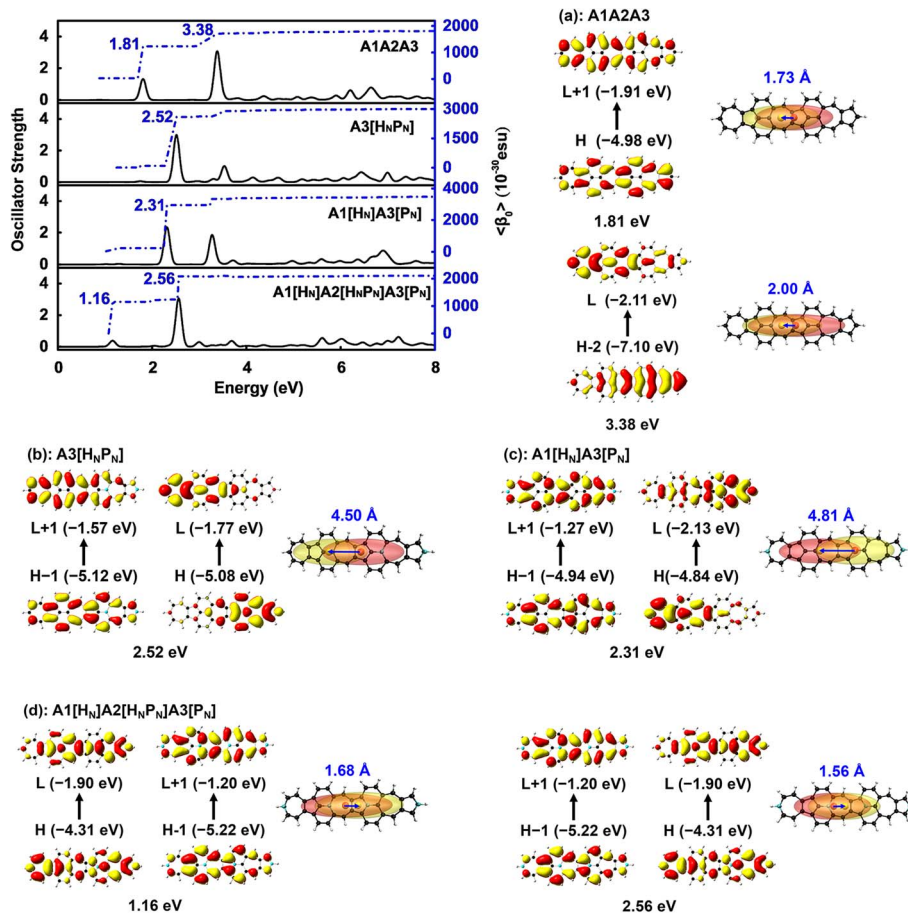 Oscillator Strength
<β₀> (10⁻³⁰esu)
4
2
0
1.81
3.38
A1A2A3
2000
1000
0
4
2
0
2.52
A3[HNPN]
3000
1500
0
4
2
0
2.31
A1[HN]A3[PN]
4000
2000
0
4
2
0
1.16
2.56
A1[HN]A2[HNPN]A3[PN]
2000
1000
0
0 2 4 6 8
Energy (eV)
(a): A1A2A3
L+1 (−1.91 eV)
H (−4.98 eV)
1.81 eV
1.73 Å
L (−2.11 eV)
H-2 (−7.10 eV)
3.38 eV
2.00 Å
(b): A3[HNPN]
L+1 (−1.57 eV) L (−1.77 eV)
H−1 (−5.12 eV) H (−5.08 eV)
2.52 eV
4.50 Å
(c): A1[HN]A3[PN]
L+1 (−1.27 eV) L (−2.13 eV)
H−1 (−4.94 eV) H(−4.84 eV)
2.31 eV
4.81 Å
(d): A1[HN]A2[HNPN]A3[PN]
L (−1.90 eV) L+1 (−1.20 eV)
H (−4.31 eV) H-1 (−5.22 eV)
1.16 eV
1.68 Å
L+1 (−1.20 eV) L (−1.90 eV)
H−1 (−5.22 eV) H (−4.31 eV)
2.56 eV
1.56 Å